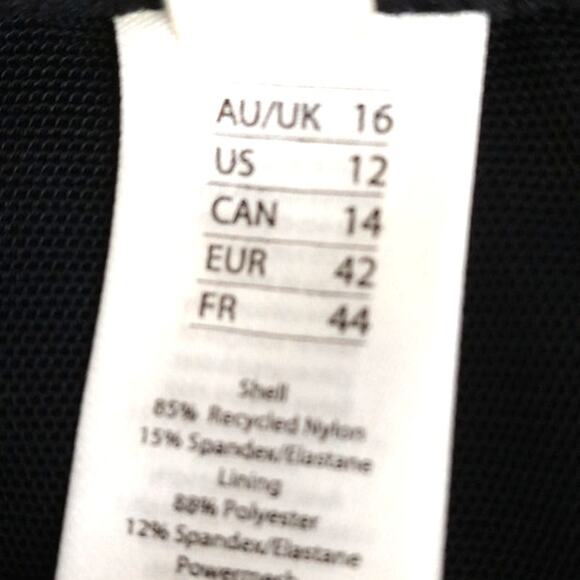 AU/UK 16
US 12
CAN 14
EUR 42
FR 44
Shell
85% Recycled Nylon
15% Spandex/Elastane
Lining
88% Polyester
12% Spandex/Elastane
Powermesh